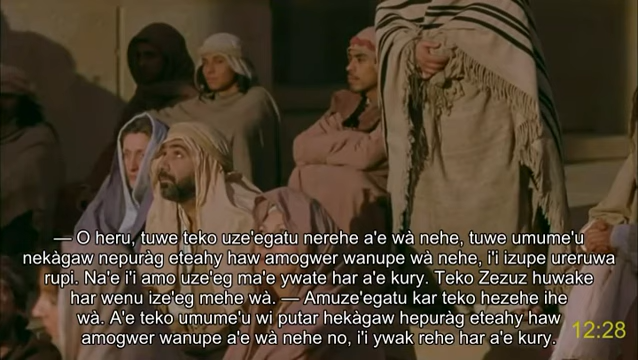 — O heru, tuwe teko uze'egatu nerehe a'e wà nehe, tuwe umume'u
nekàgaw nepuràg eteahy haw amogwer wanupe wà nehe, i'i izupe ureruwa
rupi. Na'e i'i amo uze'eg ma'e ywate har a'e kury. Teko Zezuz huwake
har wenu ize'eg mehe wà. — Amuze'egatu kar teko hezehe ihe
wà. A'e teko umume'u wi putar hekàgaw hepuràg eteahy haw
amogwer wanupe a'e wà nehe no, i'i ywak rehe har a'e kury.
12:28